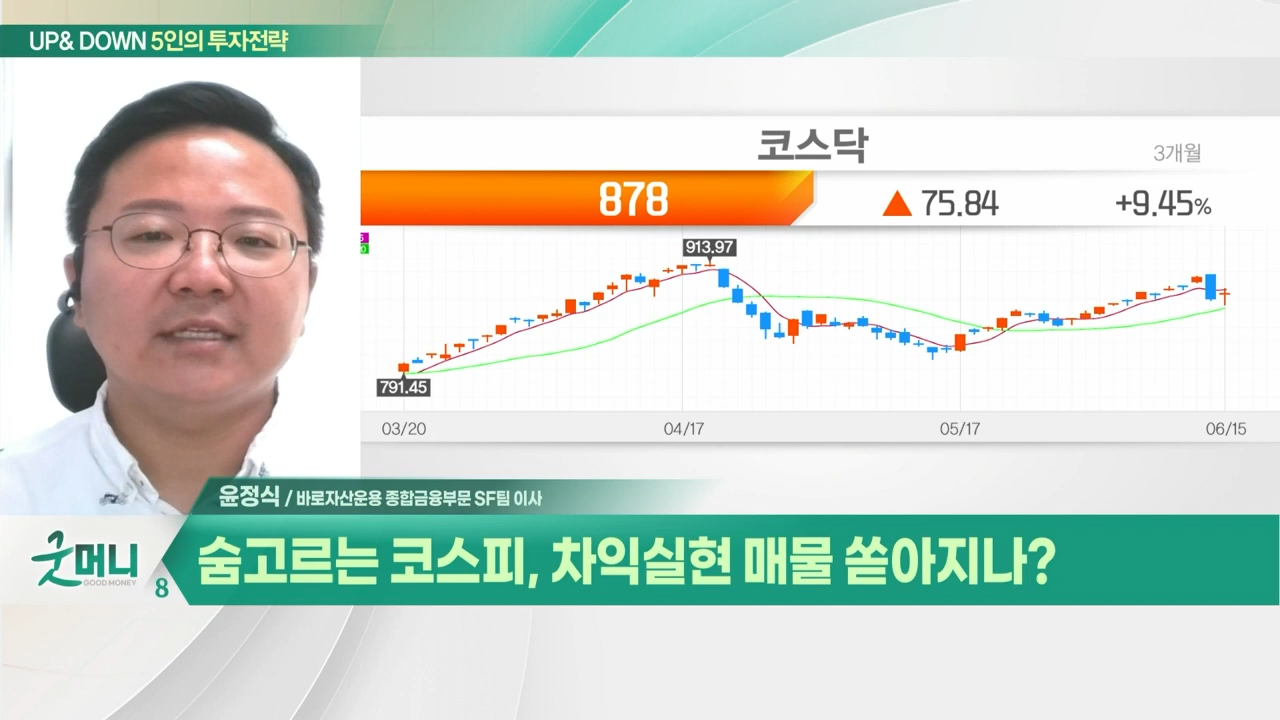 UP& DOWN 5인의 투자전략
코스닥
3개월
878 ▲ 75.84 +9.45%
913.97
791.45
03/20 04/17 05/17 06/15
윤정식 / 바로자산운용 종합금융부문 SF팀 이사
굿머니
GOOD MONEY
8
숨고르는 코스피, 차익실현 매물 쏟아지나?